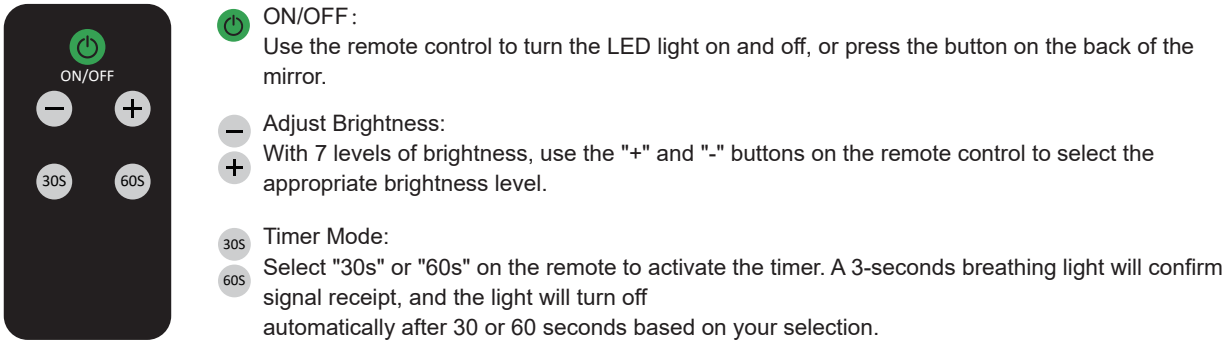 ON/OFF
30S
60S
ON/OFF:
Use the remote control to turn the LED light on and off, or press the button on the back of the
mirror.
Adjust Brightness:
With 7 levels of brightness, use the "+" and "-" buttons on the remote control to select the
appropriate brightness level.
30S
60S
Timer Mode:
Select "30s" or "60s" on the remote to activate the timer. A 3-seconds breathing light will confirm
signal receipt, and the light will turn off
automatically after 30 or 60 seconds based on your selection.